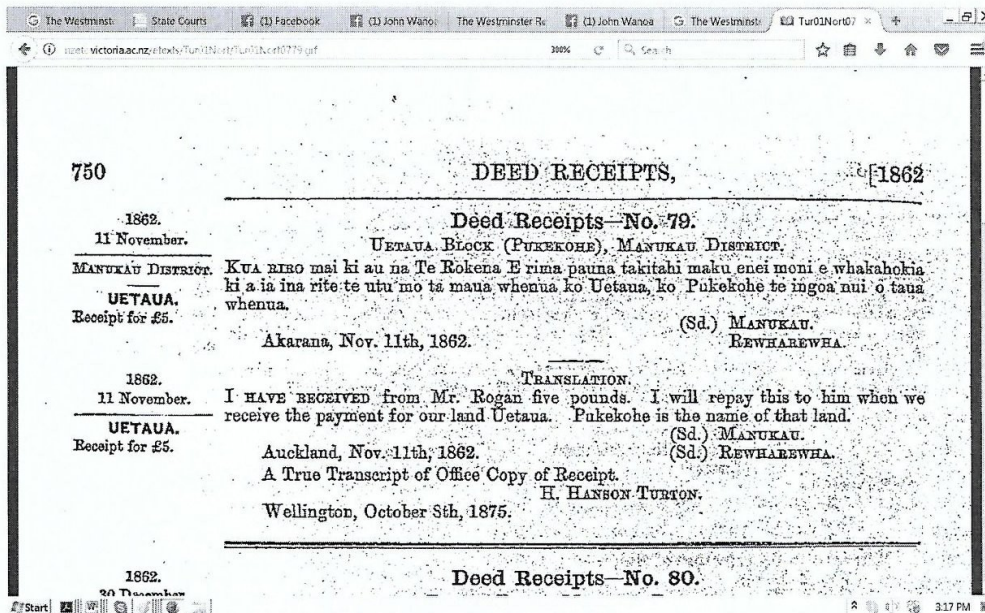 The Westminst
State Courts
(1) Facebook
(1) John Wanoa
The Westminster Re
(1) John Wanoa
The Westminst
Tur01Nort07
victoria.ac.nz
300%
Search
750
DEED RECEIPTS,
[1862
1862.
11 November.
MANUKAU DISTRICT.
UETAUA.
Receipt for £5.
Deed Receipts—No. 79.
UETAUA BLOCK (PUKEKOHE), MANUKAU DISTRICT.
KUA RIRO mai ki au na Te Rokena E rima pauna takitahi maku enei moni e whakahokia
ki a ia ina rite te utu mo ta maua whenua ko Uetaua, ko Pukekohe te ingoa nui o taua
whenua.
(Sd.) MANUKAU.
Akarana, Nov. 11th, 1862.
REWHAREWHA.
1862.
11 November.
UETAUA.
Receipt for £5.
TRANSLATION.
I HAVE RECEIVED from Mr. Rogan five pounds. I will repay this to him when we
receive the payment for our land Uetaua. Pukekohe is the name of that land.
(Sd.) MANUKAU.
Auckland, Nov. 11th, 1862.
(Sd.) REWHAREWHA.
A True Transcript of Office Copy of Receipt.
H. HANSON TURTON.
Wellington, October 8th, 1875.
1862.
30 December
Deed Receipts—No. 80.
Start
3:17 PM